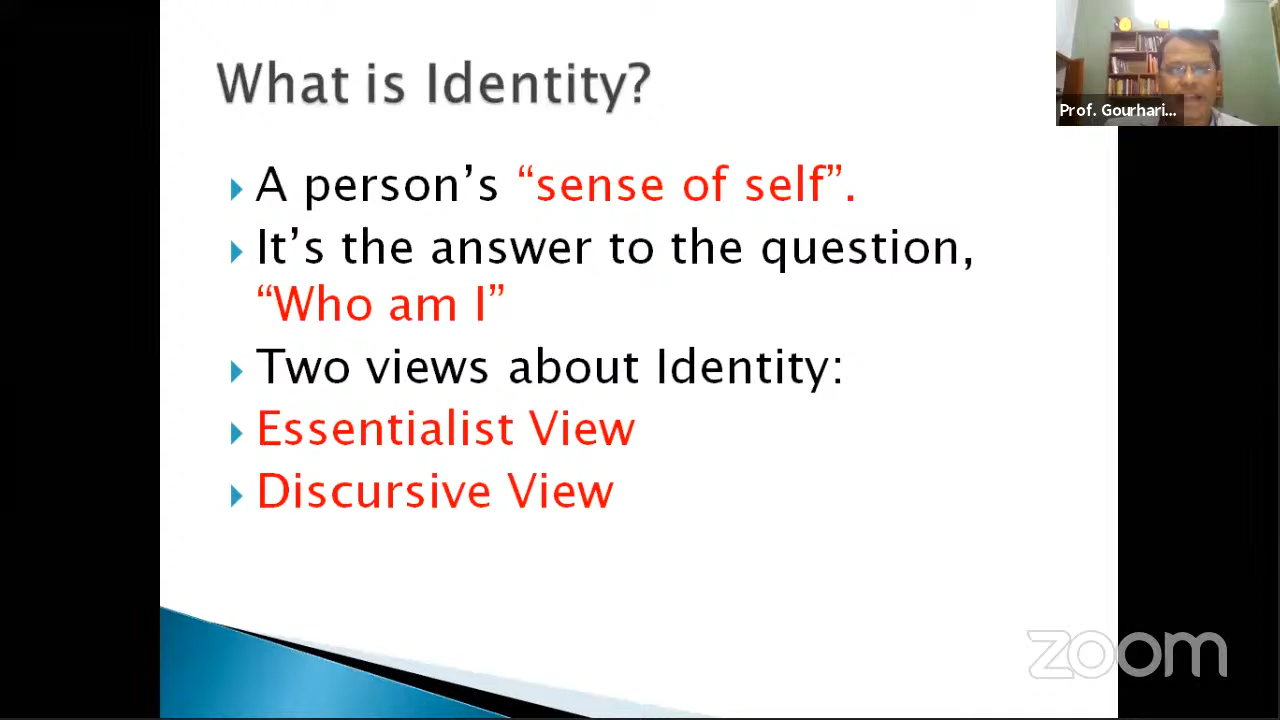 What is Identity?
Prof. Gourhari...
A person’s “sense of self”.
It’s the answer to the question,
“Who am I”
Two views about Identity:
Essentialist View
Discursive View
zoom